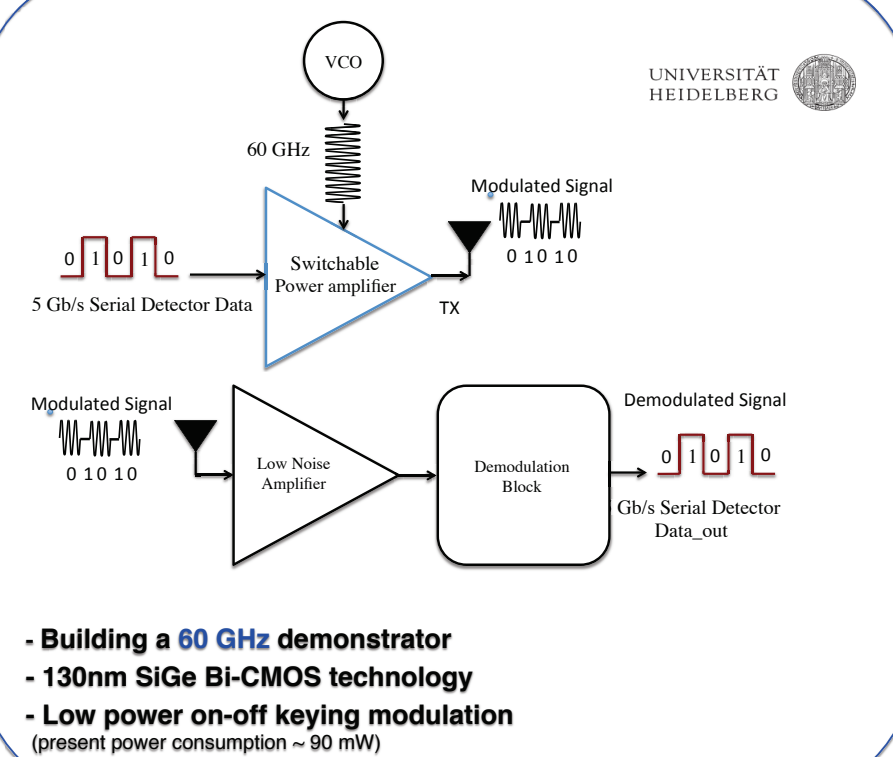 VCO
UNIVERSITÄT
HEIDELBERG
60 GHz
Modulated Signal
0 10 10
0 1 0 1 0
Switchable
Power amplifier
5 Gb/s Serial Detector Data
TX
Modulated Signal
0 10 10
Low Noise
Amplifier
Demodulation
Block
Demodulated Signal
0 1 0 1 0
Gb/s Serial Detector
Data_out
- Building a 60 GHz demonstrator
- 130nm SiGe Bi-CMOS technology
- Low power on-off keying modulation
(present power consumption ~ 90 mW)